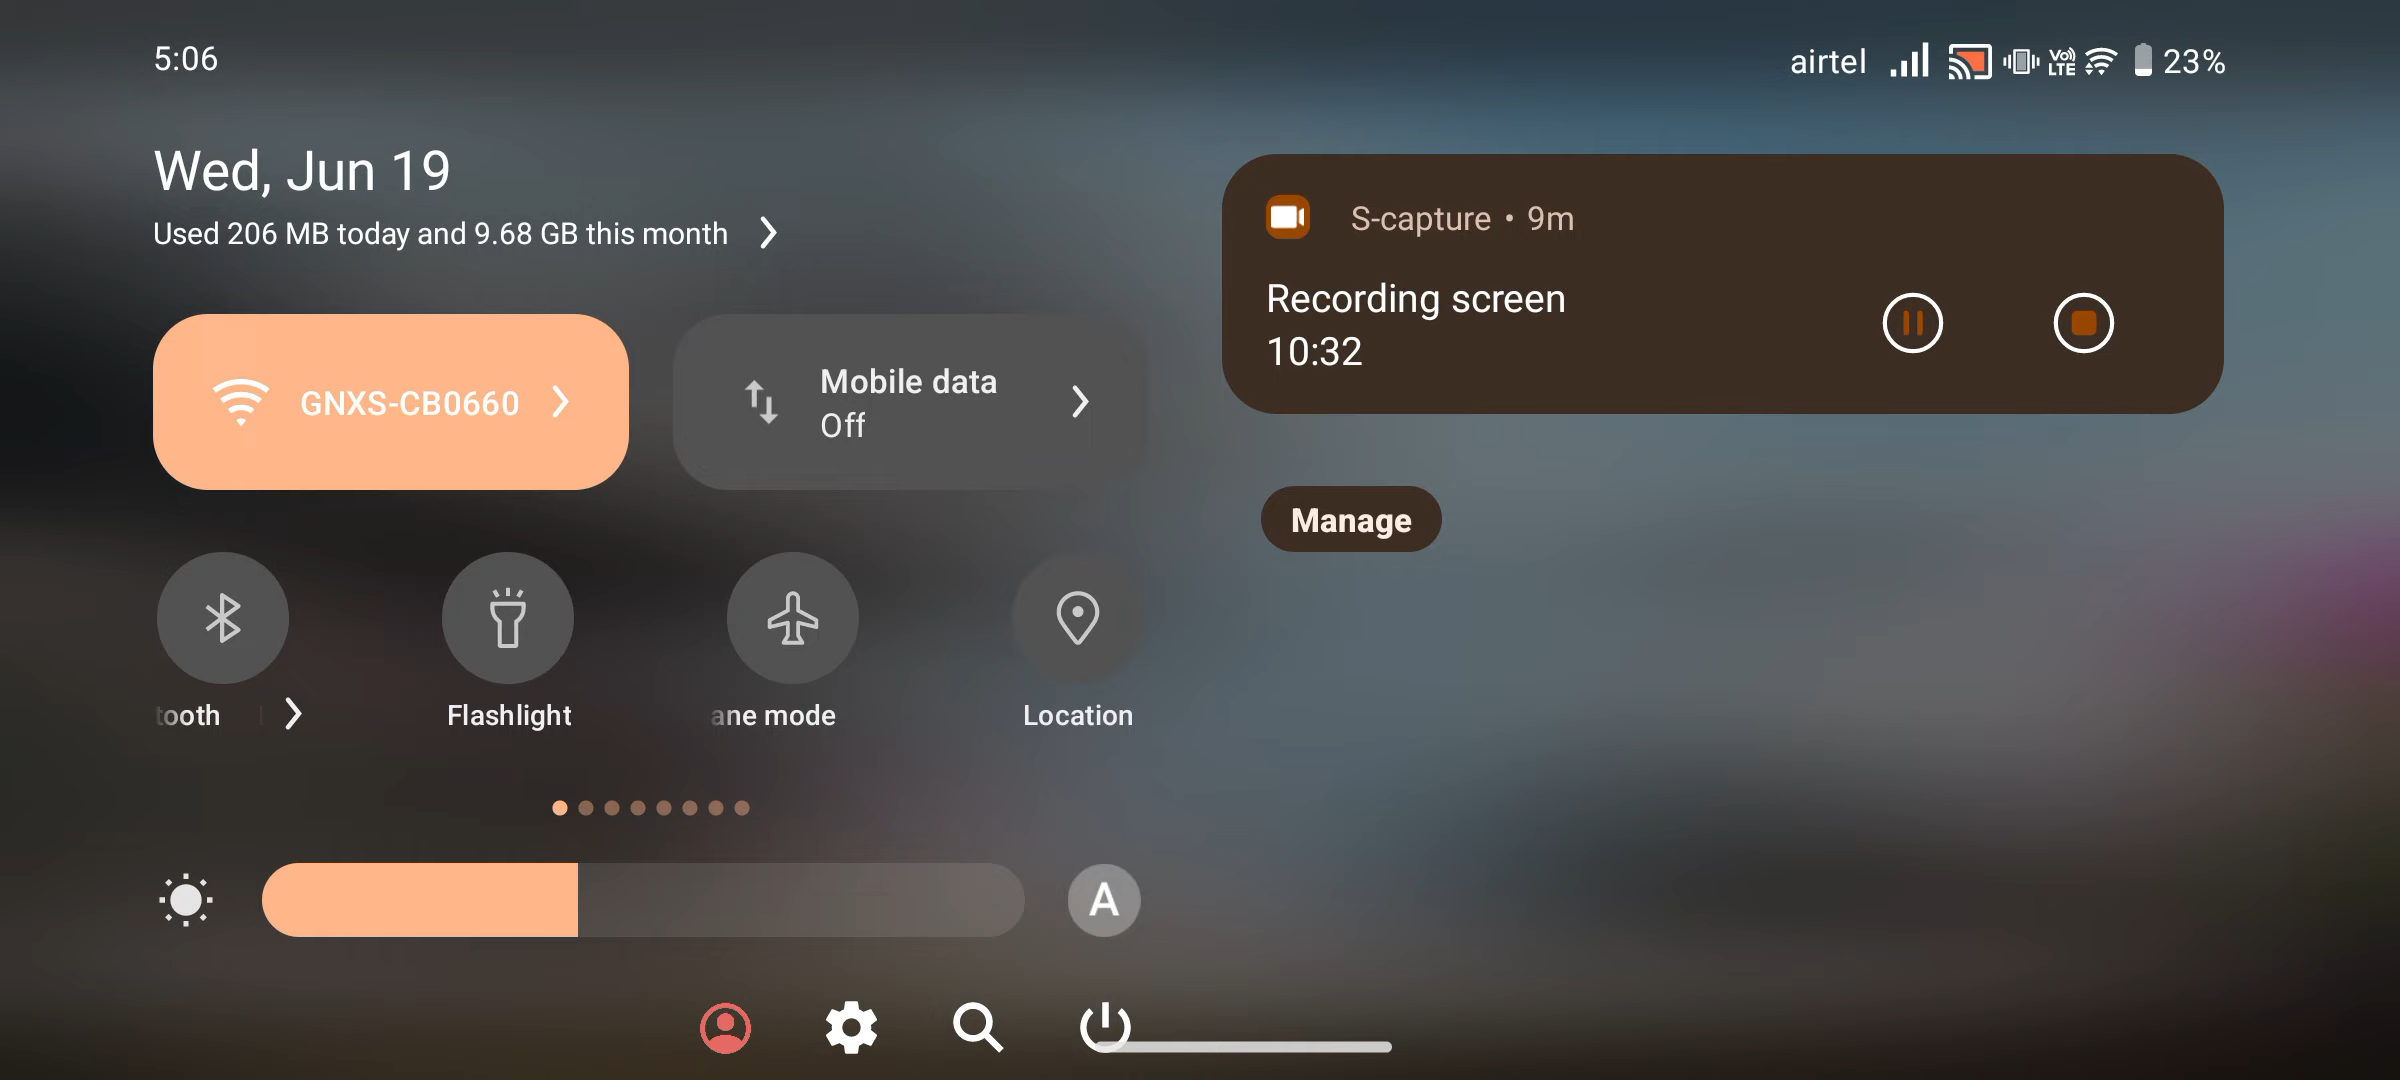 5:06
airtel VoLTE 23%
Wed, Jun 19
Used 206 MB today and 9.68 GB this month
GNXS-CB0660
Mobile data
Off
tooth
Flashlight
ane mode
Location
A
S-capture • 9m
Recording screen
10:32
Manage